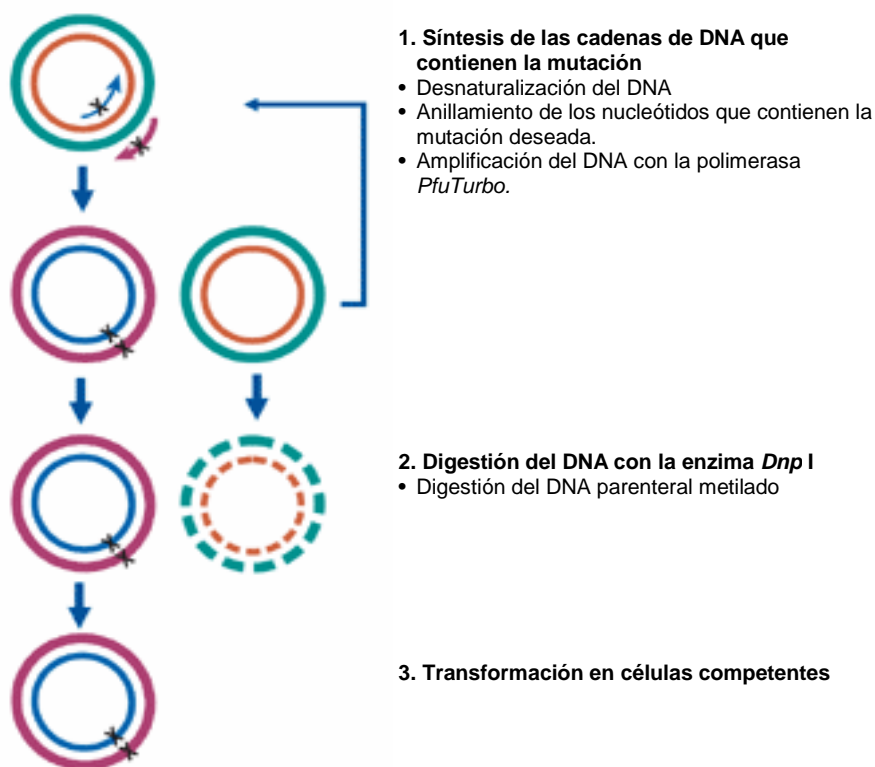 1. Síntesis de las cadenas de DNA que
contienen la mutación
• Desnaturalización del DNA
• Anillamiento de los nucleótidos que contienen la
mutación deseada.
• Amplificación del DNA con la polimerasa
PfuTurbo.
2. Digestión del DNA con la enzima Dnp I
• Digestión del DNA parenteral metilado
3. Transformación en células competentes